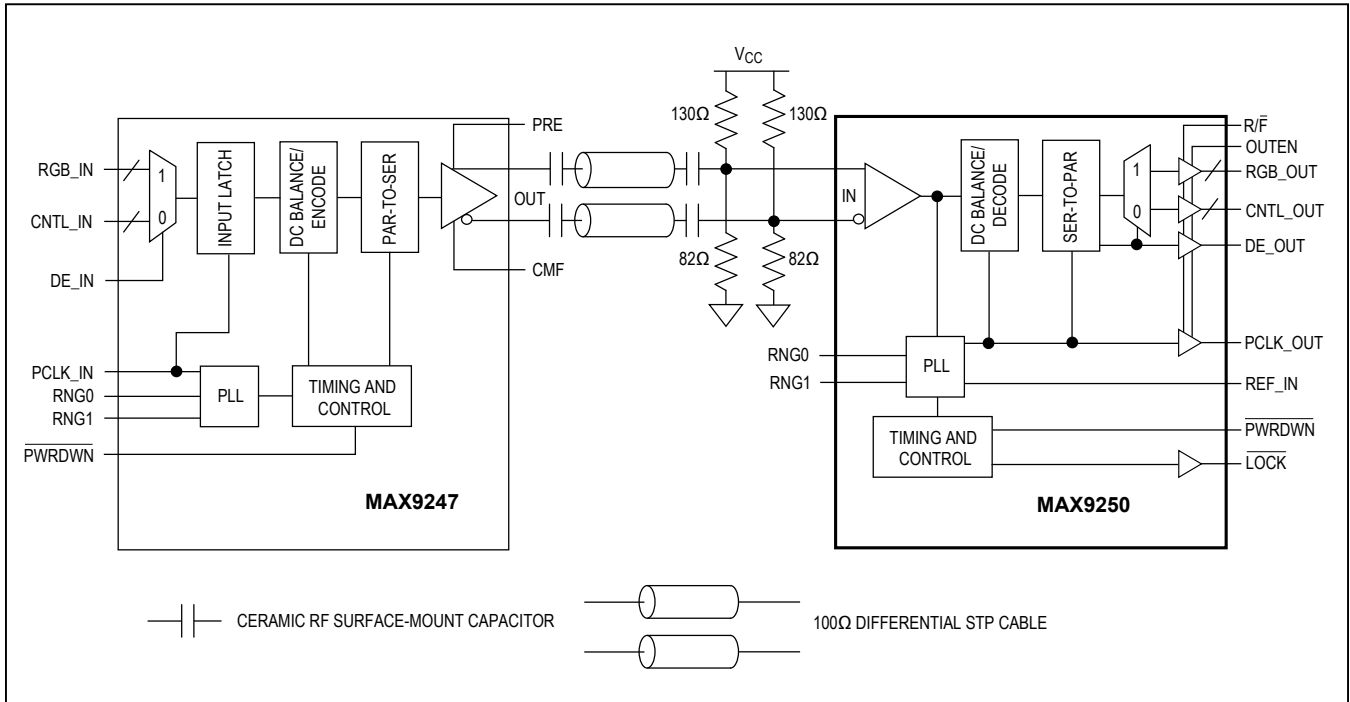 VCC
130Ω
130Ω
82Ω
82Ω
RGB_IN
CNTL_IN
DE_IN
PCLK_IN
RNG0
RNG1
PWRDWN
1
0
INPUT LATCH
DC BALANCE/
ENCODE
PAR-TO-SER
PLL
TIMING AND
CONTROL
PRE
OUT
CMF
MAX9247
IN
RNG0
RNG1
DC BALANCE/
DECODE
SER-TO-PAR
1
0
PLL
TIMING AND
CONTROL
R/F̅
OUTEN
RGB_OUT
CNTL_OUT
DE_OUT
PCLK_OUT
REF_IN
PWRDWN
LOCK
MAX9250
CERAMIC RF SURFACE-MOUNT CAPACITOR
100Ω DIFFERENTIAL STP CABLE